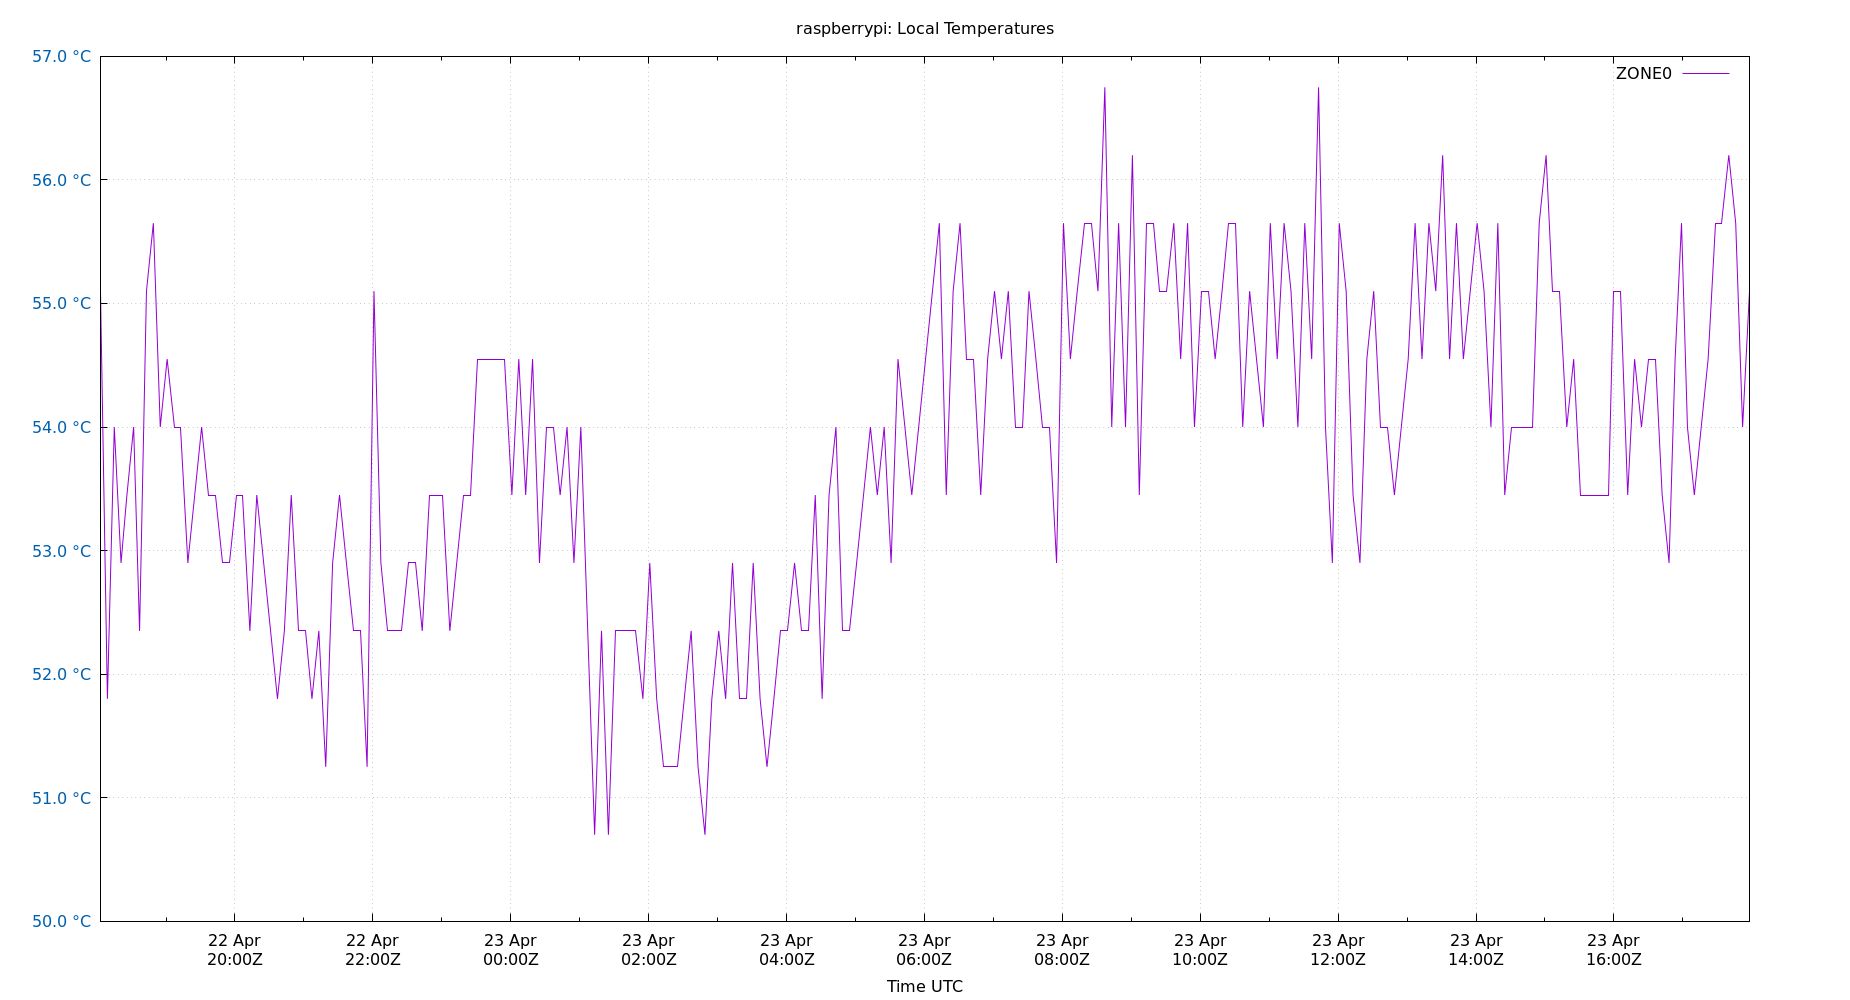 raspberrypi: Local Temperatures
57.0 °C
ZONE0
56.0 °C
55.0 °C
54.0 °C
53.0 °C
52.0 °C
51.0 °C
50.0 °C
22 Apr 22 Apr 23 Apr 23 Apr 23 Apr 23 Apr 23 Apr 23 Apr 23 Apr 23 Apr 23 Apr
20:00Z 22:00Z 00:00Z 02:00Z 04:00Z 06:00Z 08:00Z 10:00Z 12:00Z 14:00Z 16:00Z
Time UTC